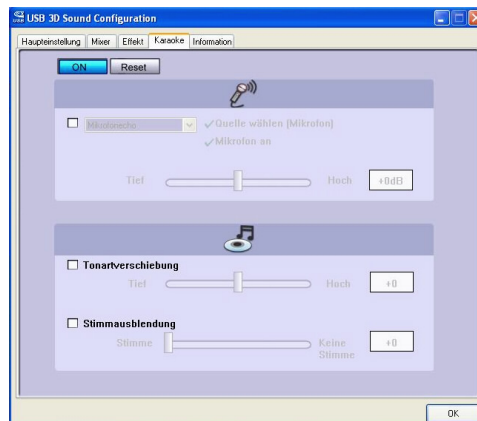 USB 3D Sound Configuration
Haupteinstellung Mixer Effekt Karaoke Information
ON Reset
Mikrofonecho ✓Quelle wählen (Mikrofon)
✓Mikrofon an
Tief Hoch +0dB
Tonartverschiebung
Tief Hoch +0
Stimmausblendung
Stimme Keine Stimme +0
OK